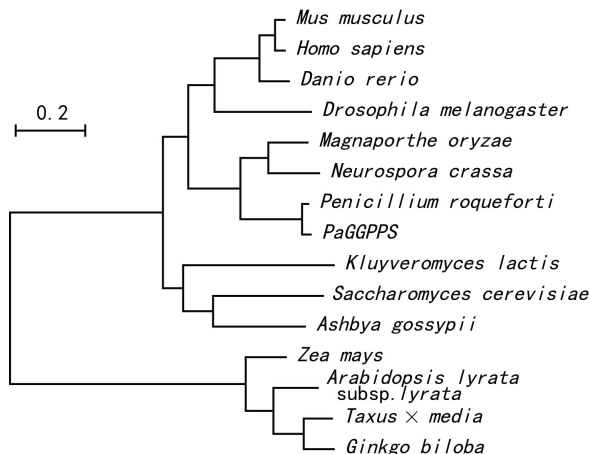 Mus musculus
Homo sapiens
Danio rerio
0.2
Drosophila melanogaster
Magnaporthe oryzae
Neurospora crassa
Penicillium roqueforti
PaGGPPS
Kluyveromyces lactis
Saccharomyces cerevisiae
Ashbya gossypii
Zea mays
Arabidopsis lyrata
subsp. lyrata
Taxus × media
Ginkgo biloba